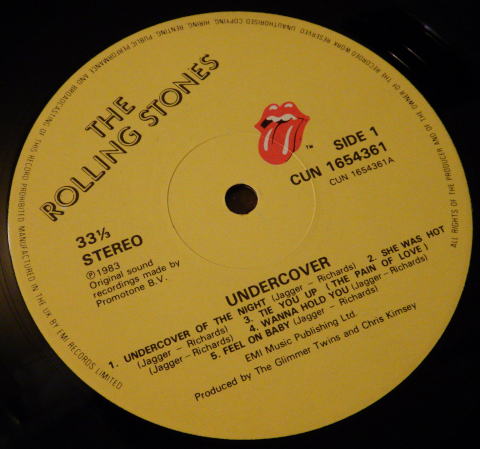 THE
ROLLING STONES
TM
SIDE 1
CUN 1654361
CUN 1654361A
33⅓
STEREO
℗ 1983
Original sound
recordings made by
Promotone B.V.
UNDERCOVER
1. UNDERCOVER OF THE NIGHT (Jagger – Richards) 2. SHE WAS HOT
(Jagger – Richards) 3. TIE YOU UP (THE PAIN OF LOVE)
(Jagger – Richards) 4. WANNA HOLD YOU (Jagger – Richards)
5. FEEL ON BABY (Jagger – Richards)
EMI Music Publishing Ltd.
Produced by The Glimmer Twins and Chris Kimsey
ALL RIGHTS OF THE PRODUCER AND OF THE OWNER OF THE RECORDED WORK RESERVED UNAUTHORISED COPYING, HIRING, RENTING, PUBLIC PERFORMANCE AND BROADCASTING OF THIS RECORD PROHIBITED MANUFACTURED IN THE UK BY EMI RECORDS LIMITED